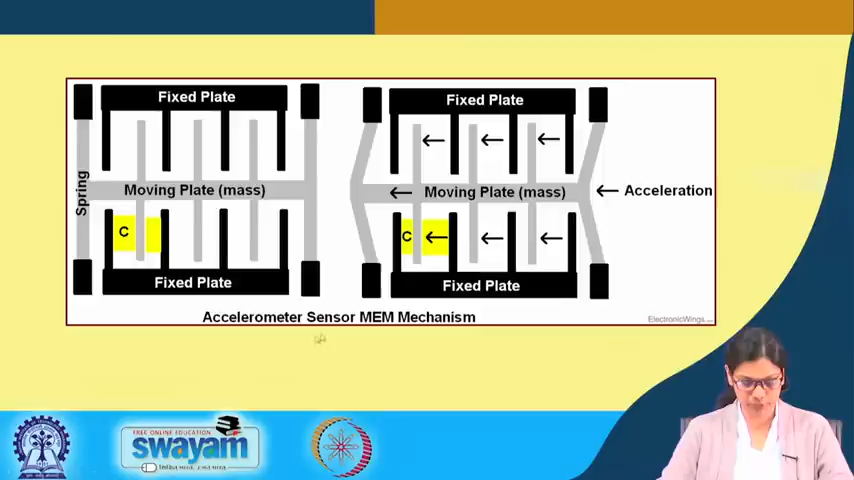 Fixed Plate
Spring
Moving Plate (mass)
C
Fixed Plate
Fixed Plate
Moving Plate (mass)
Acceleration
C
Fixed Plate
Accelerometer Sensor MEM Mechanism
ElectronicWings
FREE ONLINE EDUCATION
swayam